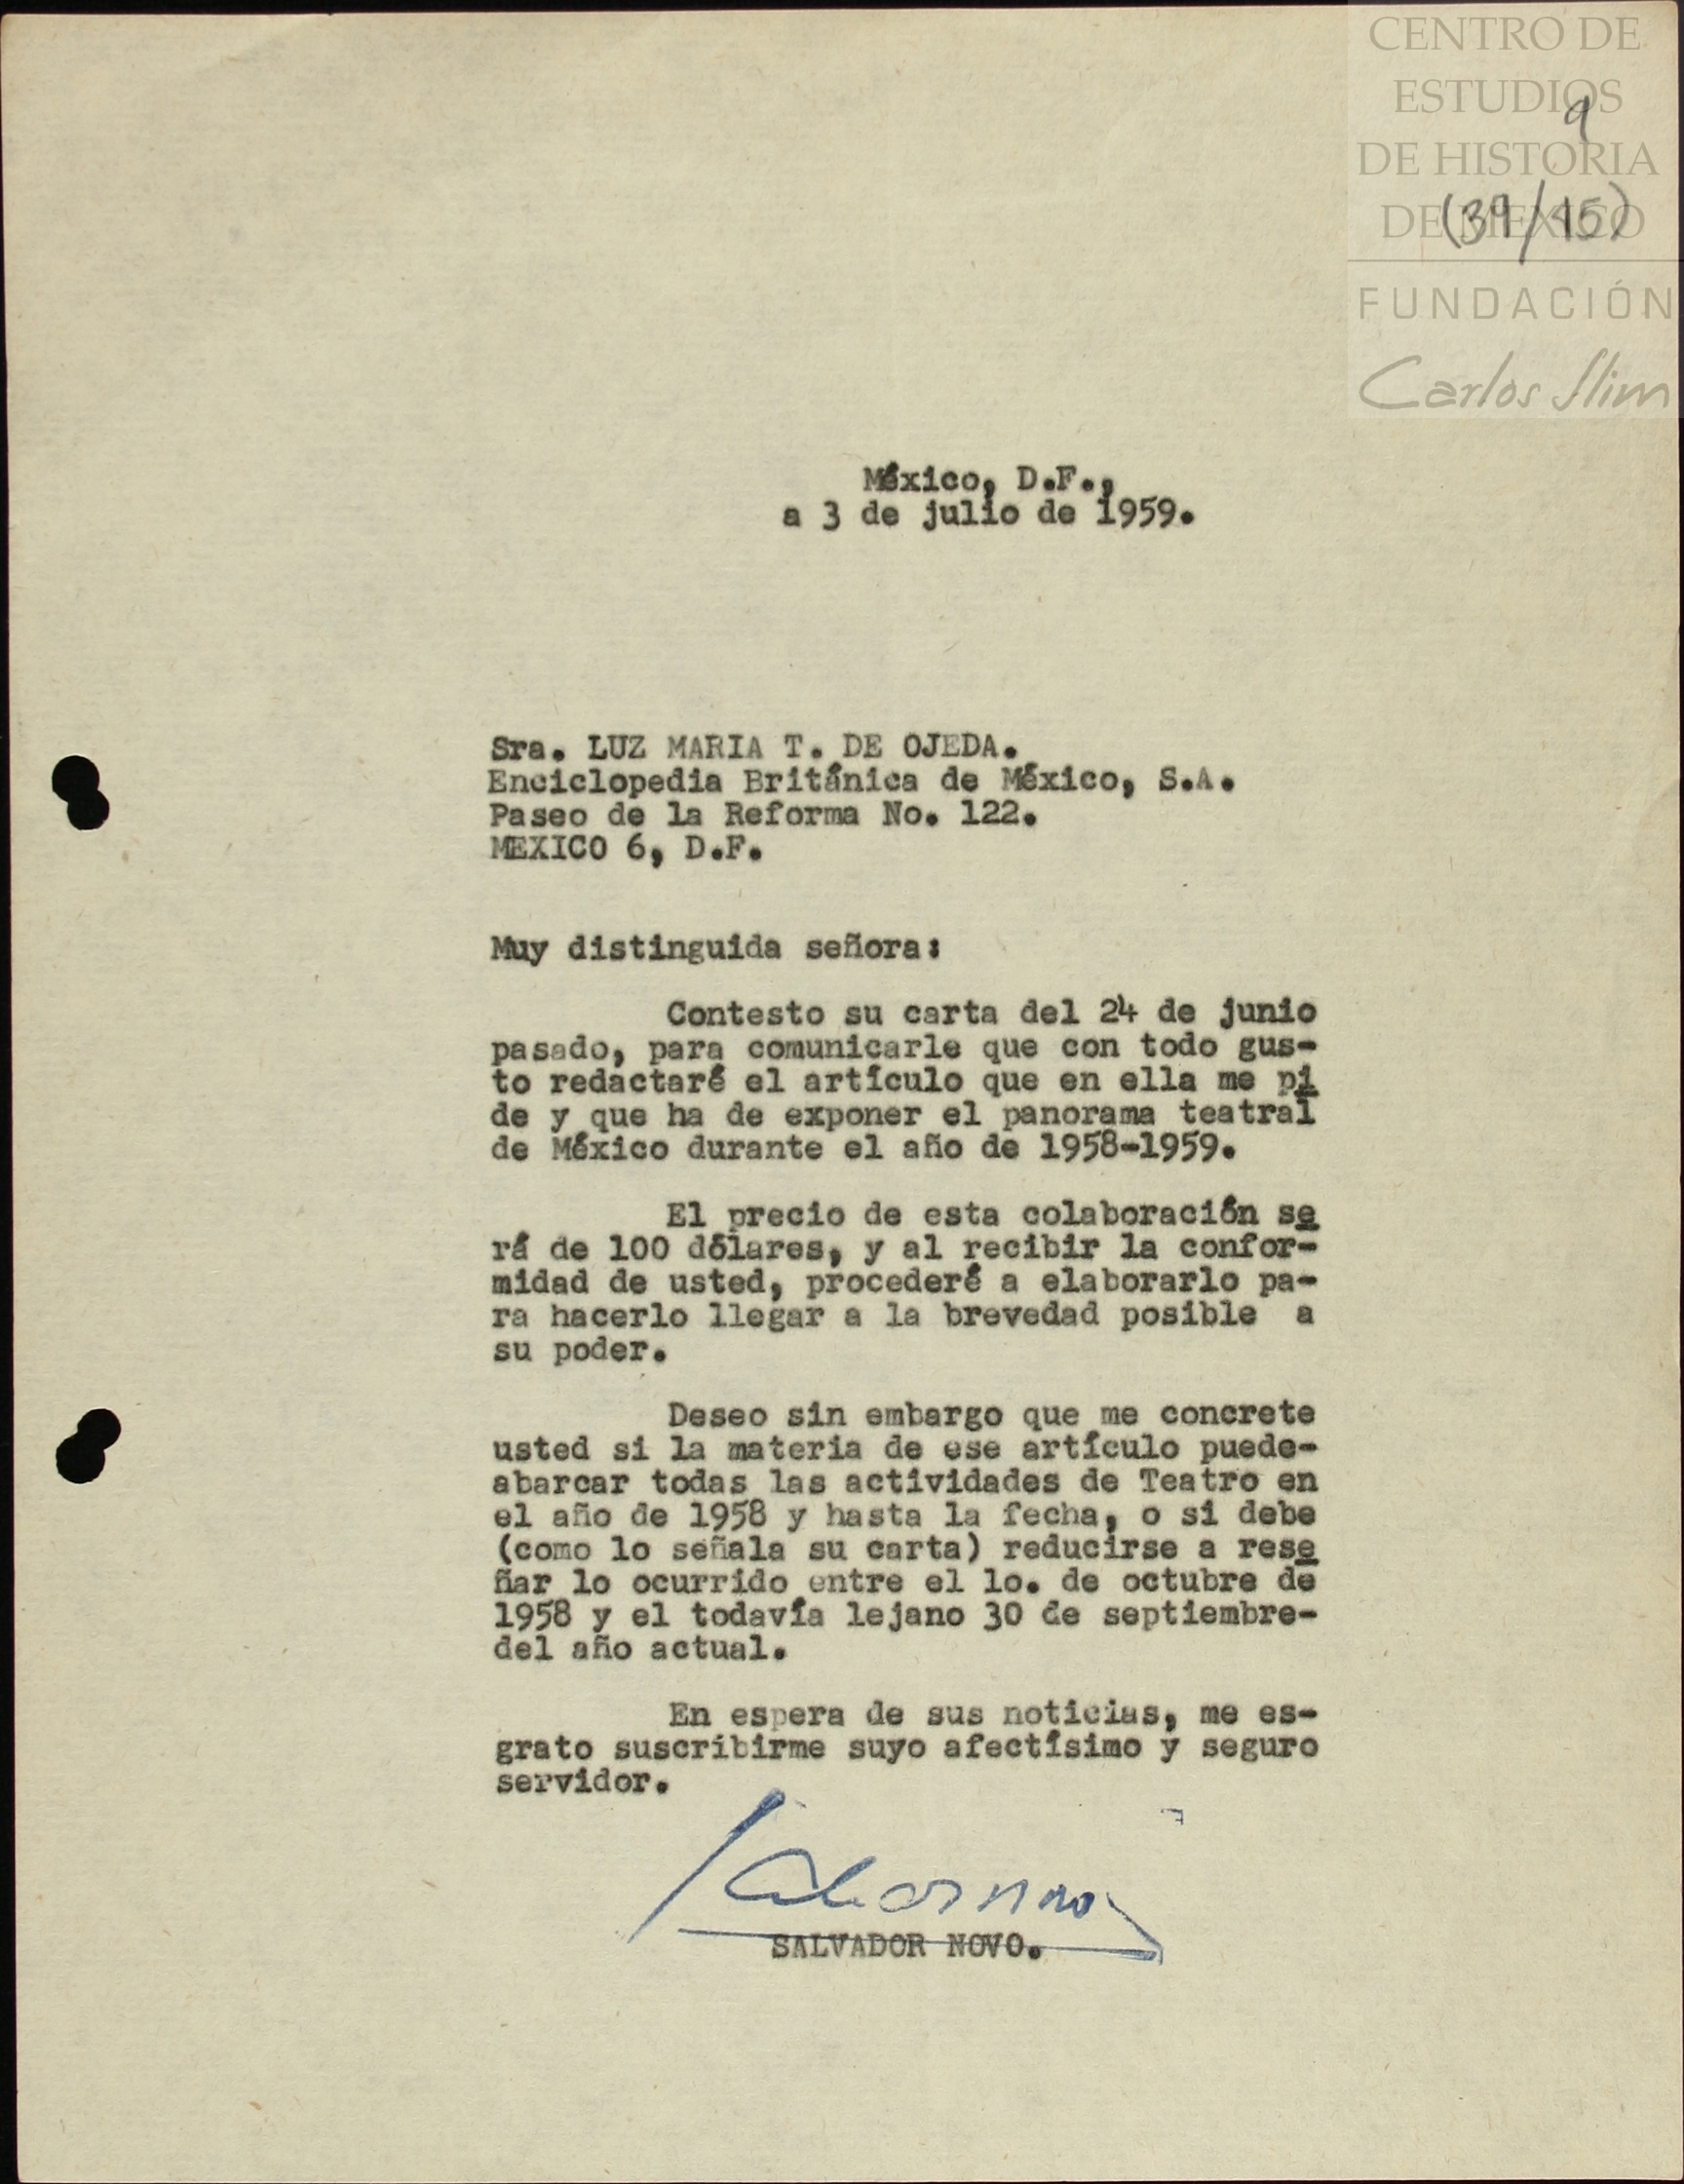 CENTRO DE
ESTUDIOS
9
DE HISTORIA
DE MEXICO
(39/15)
FUNDACIÓN
Carlos Slim
México, D.F.,
a 3 de julio de 1959.
Sra. LUZ MARIA T. DE OJEDA.
Enciclopedia Británica de México, S.A.
Paseo de la Reforma No. 122.
MEXICO 6, D.F.
Muy distinguida señora:
Contesto su carta del 24 de junio
pasado, para comunicarle que con todo gus-
to redactaré el artículo que en ella me pi
de y que ha de exponer el panorama teatral
de México durante el año de 1958-1959.
El precio de esta colaboración se
rá de 100 dólares, y al recibir la confor-
midad de usted, procederé a elaborarlo pa-
ra hacerlo llegar a la brevedad posible a
su poder.
Deseo sin embargo que me concrete
usted si la materia de ese artículo puede-
abarcar todas las actividades de Teatro en
el año de 1958 y hasta la fecha, o si debe
(como lo señala su carta) reducirse a rese
ñar lo ocurrido entre el lo. de octubre de
1958 y el todavía lejano 30 de septiembre-
del año actual.
En espera de sus noticias, me es-
grato suscribirme suyo afectísimo y seguro
servidor.
SALVADOR NOVO.